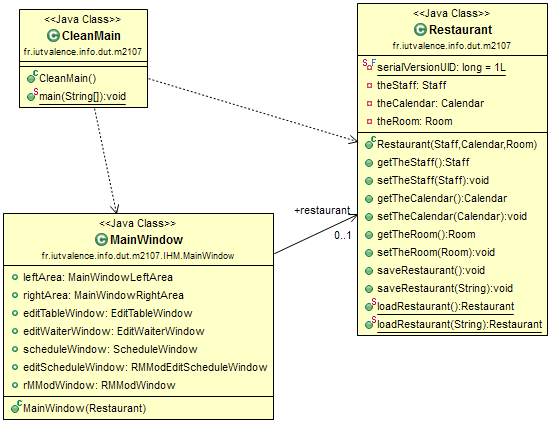 <<Java Class>>
CleanMain
fr.iutvalence.info.dut.m2107
CleanMain()
main(String[]):void
<<Java Class>>
Restaurant
fr.iutvalence.info.dut.m2107
serialVersionUID: long = 1L
theStaff: Staff
theCalendar: Calendar
theRoom: Room
Restaurant(Staff,Calendar,Room)
getTheStaff():Staff
setTheStaff(Staff):void
getTheCalendar():Calendar
setTheCalendar(Calendar):void
getTheRoom():Room
setTheRoom(Room):void
saveRestaurant():void
saveRestaurant(String):void
loadRestaurant():Restaurant
loadRestaurant(String):Restaurant
+restaurant
0..1
<<Java Class>>
MainWindow
fr.iutvalence.info.dut.m2107.IHM.MainWindow
leftArea: MainWindowLeftArea
rightArea: MainWindowRightArea
editTableWindow: EditTableWindow
editWaiterWindow: EditWaiterWindow
scheduleWindow: ScheduleWindow
editScheduleWindow: RMModEditScheduleWindow
rMModWindow: RMModWindow
MainWindow(Restaurant)